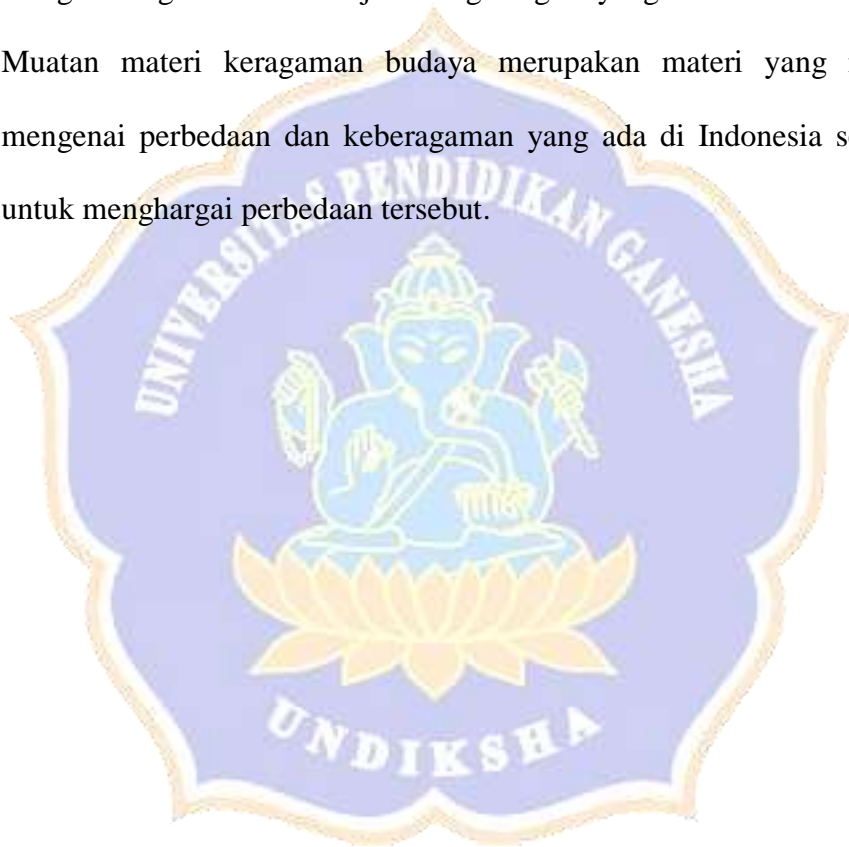 Muatan materi keragaman budaya merupakan materi yang
mengenai perbedaan dan keberagaman yang ada di Indonesia
untuk menghargai perbedaan tersebut.
UNIVERSITAS PENDIDIKAN GANESHA
UNDIKSHA